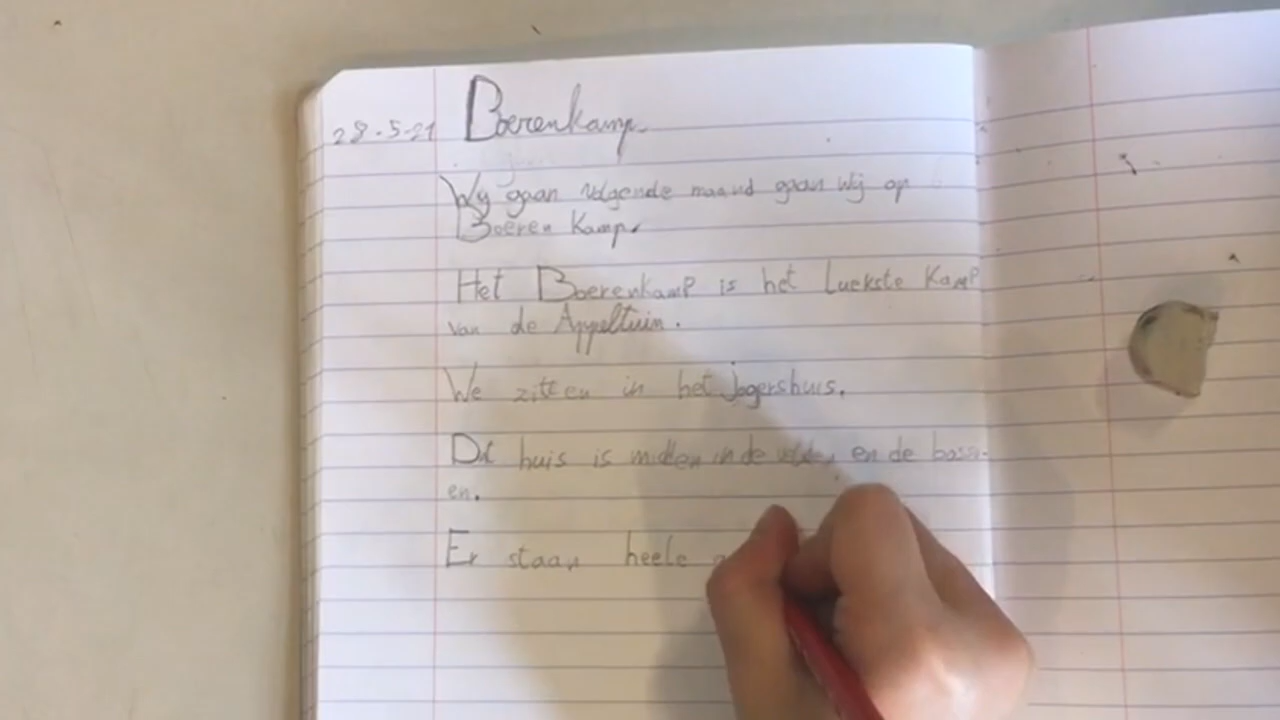 28-5-21 Boerenkamp.
Wij gaan volgende maand gaan wij op
Boeren Kamp.
Het Boerenkamp is het Luekste Kamp
van de Appeltuin.
We zitten in het jagershuis.
Dit huis is midden in de velden en de boss-
en.
Er staan heele